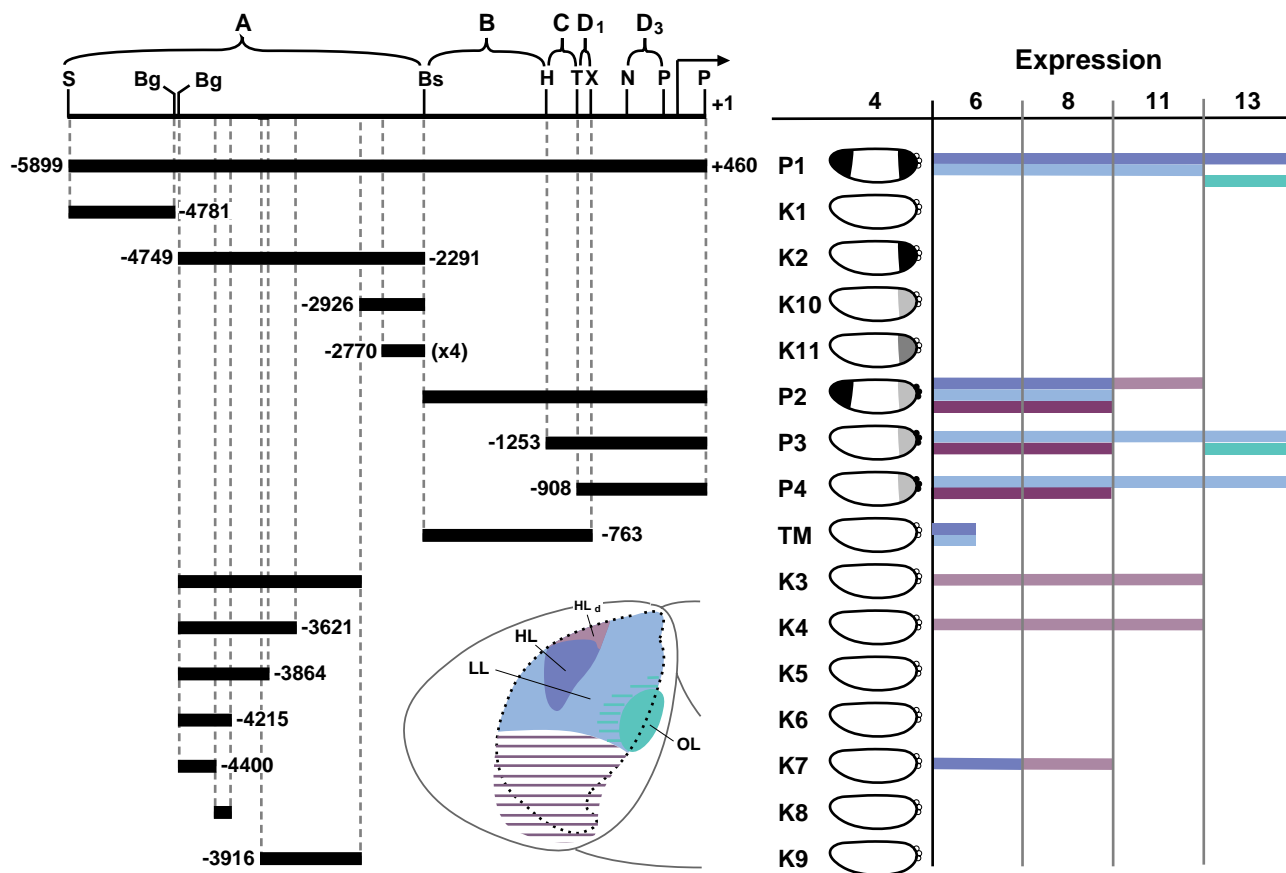 A B C D1 D3
S Bg Bg Bs H T X N P P
+1
-5899 +460
-4781
-4749 -2291
-2926
-2770 (x4)
-1253
-908
-763
-3621
-3864
-4215
-4400
-3916
HLd
HL
LL
OL
Expression
4 6 8 11 13
P1
K1
K2
K10
K11
P2
P3
P4
TM
K3
K4
K5
K6
K7
K8
K9